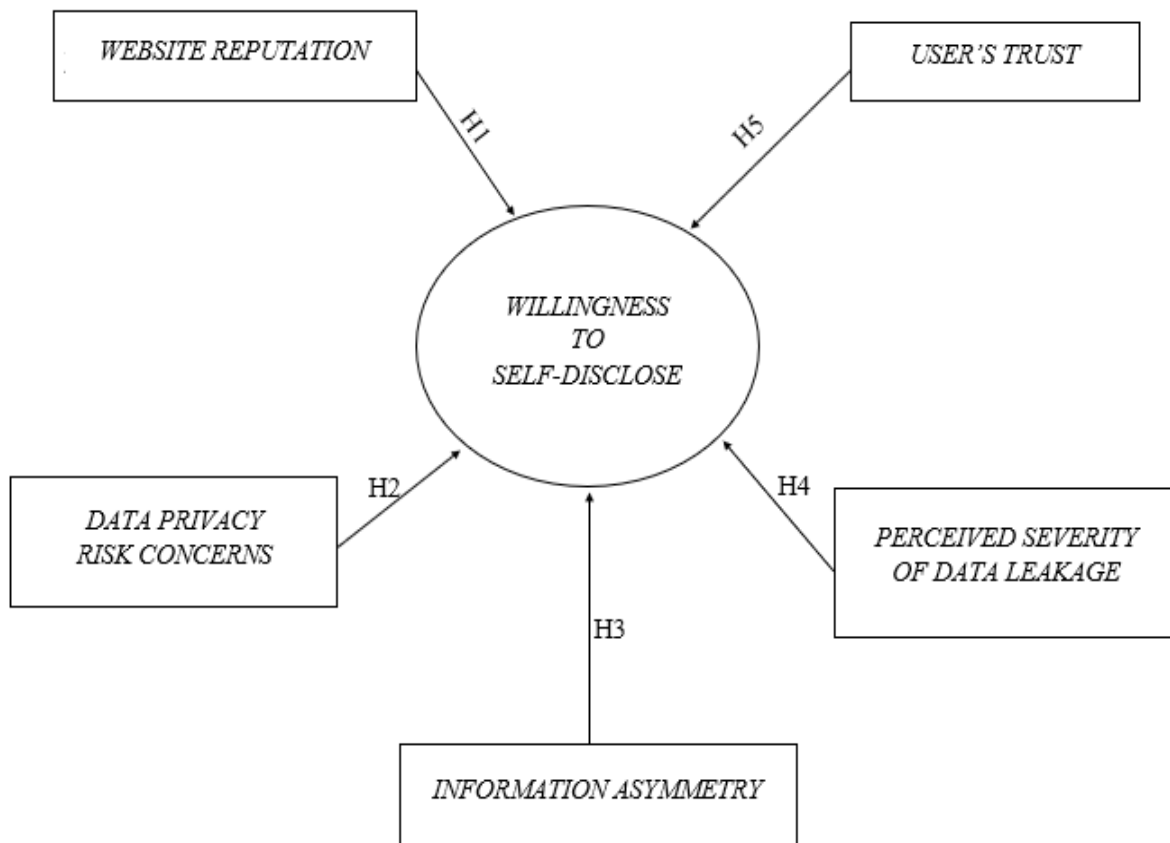 WEBSITE REPUTATION
USER'S TRUST
H1
H5
WILLINGNESS
TO
SELF-DISCLOSE
H2
H4
DATA PRIVACY
RISK CONCERNS
PERCEIVED SEVERITY
OF DATA LEAKAGE
H3
INFORMATION ASYMMETRY